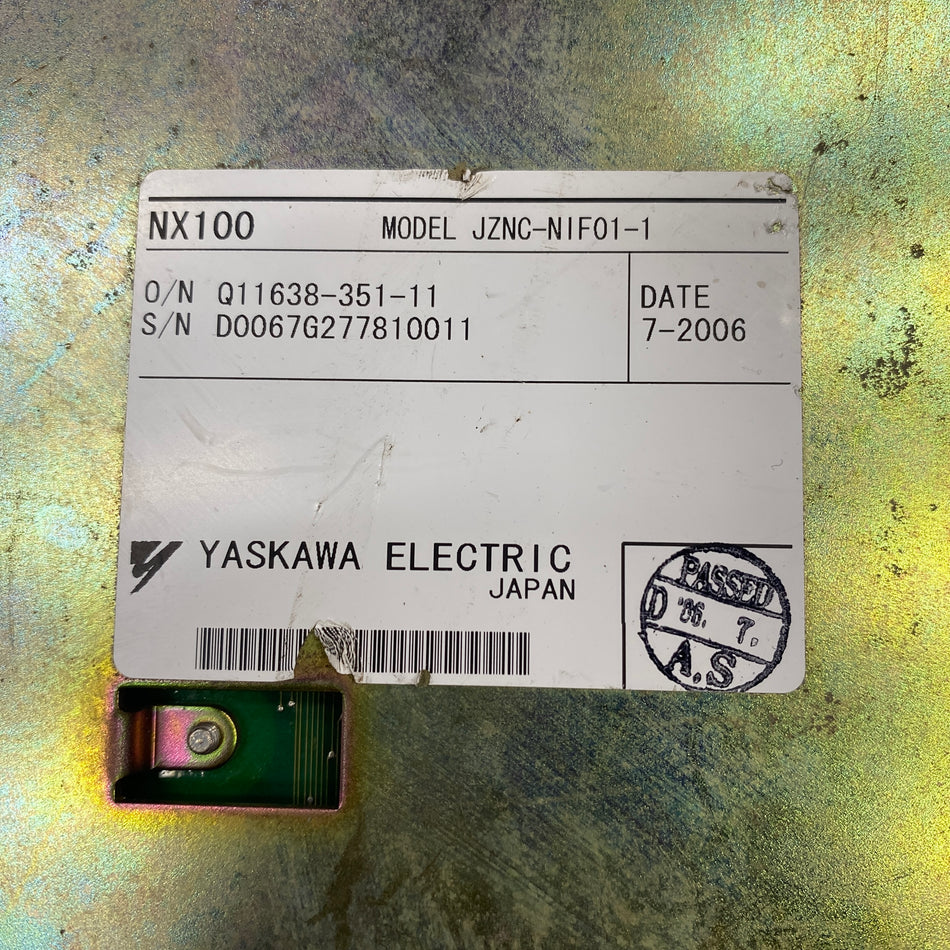 NX100 MODEL JZNC-NIF01-1
O/N Q11638-351-11
S/N D0067G277810011
DATE
7-2006
YASKAWA ELECTRIC
JAPAN
PASSED
D '06. 7.
A.S